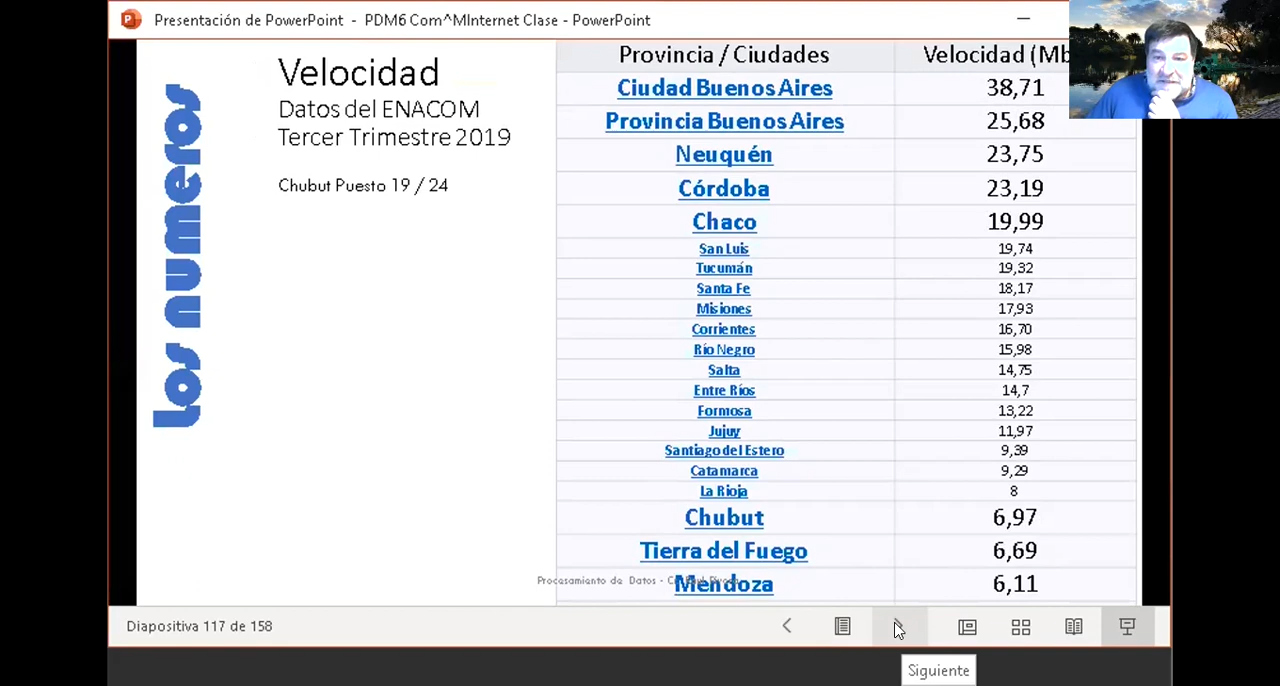 Presentación de PowerPoint - PDM6 Com^MInternet Clase - PowerPoint
Los numeros
Velocidad
Datos del ENACOM
Tercer Trimestre 2019
Chubut Puesto 19 / 24
Provincia / Ciudades Velocidad (Mb
Ciudad Buenos Aires 38,71
Provincia Buenos Aires 25,68
Neuquén 23,75
Córdoba 23,19
Chaco 19,99
San Luis 19,74
Tucumán 19,32
Santa Fe 18,17
Misiones 17,93
Corrientes 16,70
Río Negro 15,98
Salta 14,75
Entre Ríos 14,7
Formosa 13,22
Jujuy 11,97
Santiago del Estero 9,39
Catamarca 9,29
La Rioja 8
Chubut 6,97
Tierra del Fuego 6,69
Procesamiento de Datos -
Mendoza 6,11
Diapositiva 117 de 158
Siguiente